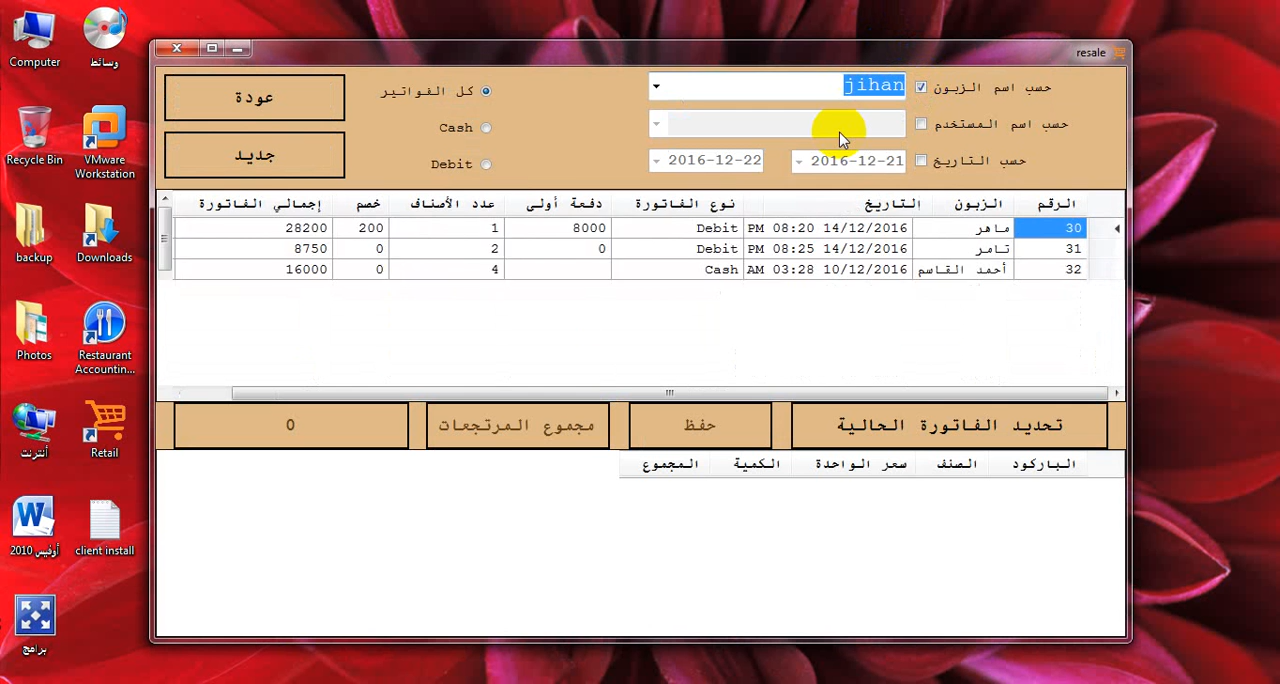 Computer
وسائط
Recycle Bin
VMware Workstation
backup
Downloads
Photos
Restaurant Accountin...
أنترنت
Retail
أوفيس 2010
client install
برامج
resale
حسب اسم الزبون
jihan
كل الفواتير
عودة
حسب اسم المستخدم
Cash
جديد
حسب التاريخ
2016-12-21
2016-12-22
Debit
الرقم الزبون التاريخ نوع الفاتورة دفعة أولى عدد الأصناف خصم إجمالي الفاتورة
30 ماهر 14/12/2016 08:20 PM Debit 8000 1 200 28200
31 تامر 14/12/2016 08:25 PM Debit 0 2 0 8750
32 أحمد القاسم 10/12/2016 03:28 AM Cash 4 0 16000
تحديد الفاتورة الحالية
حفظ
مجموع المرتجعات
0
الباركود الصنف سعر الواحدة الكمية المجموع